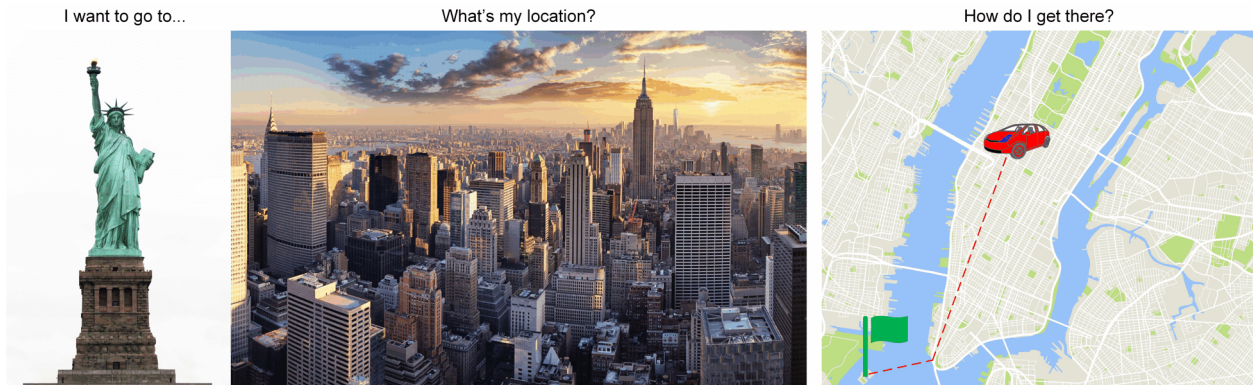 I want to go to...
What's my location?
How do I get there?